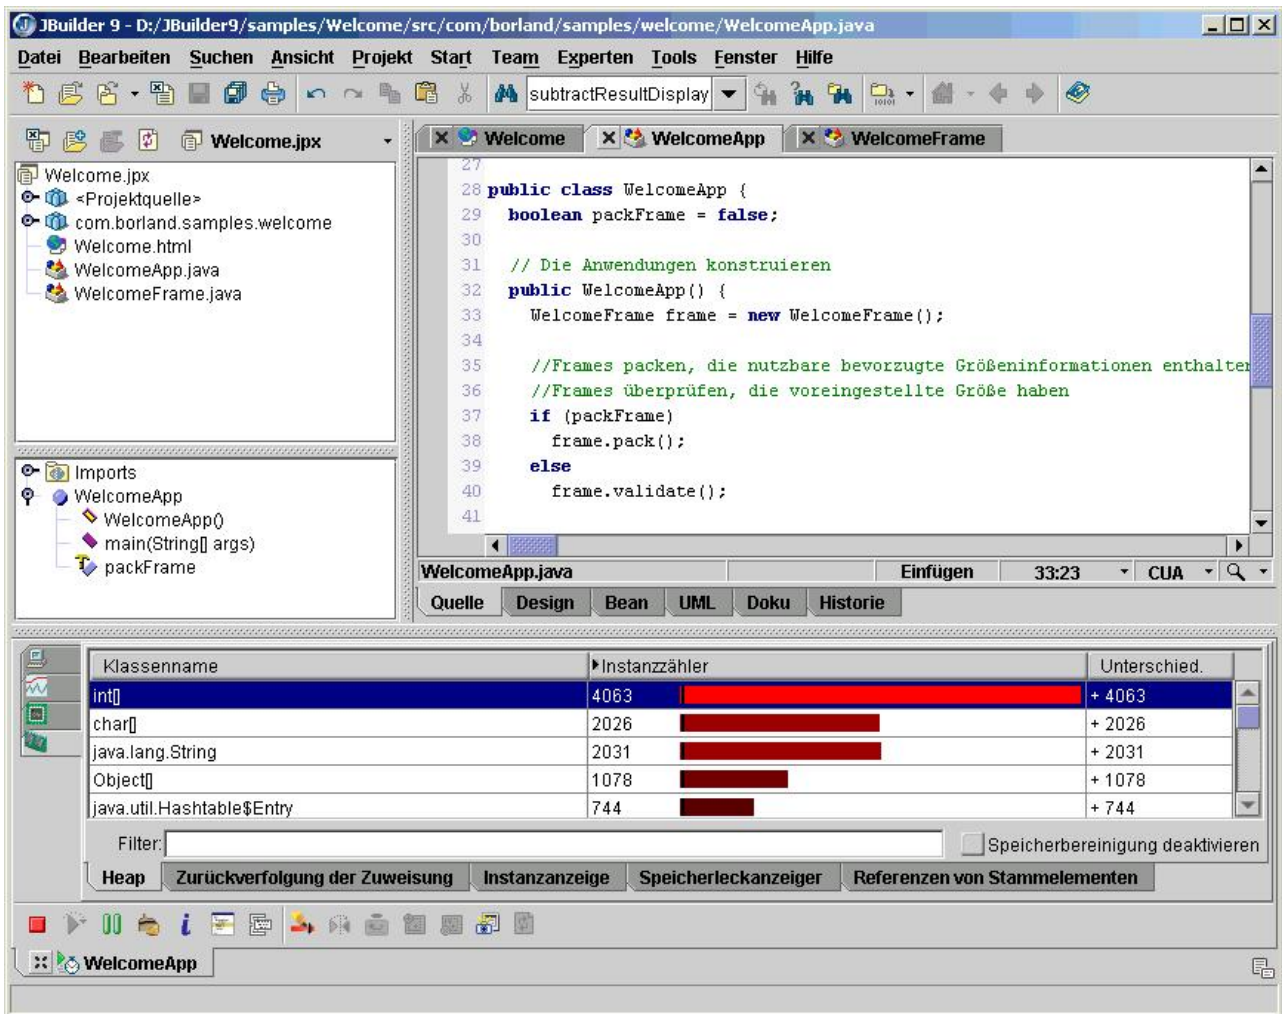 JBuilder 9 - D:/JBuilder9/samples/Welcome/src/com/borland/samples/welcome/WelcomeApp.java
Datei Bearbeiten Suchen Ansicht Projekt Start Team Experten Tools Fenster Hilfe
subtractResultDisplay
Welcome.jpx
Welcome.jpx
<Projektquelle>
com.borland.samples.welcome
Welcome.html
WelcomeApp.java
WelcomeFrame.java
Imports
WelcomeApp
WelcomeApp()
main(String[] args)
packFrame
Welcome WelcomeApp WelcomeFrame
27
28 public class WelcomeApp {
29 boolean packFrame = false;
30
31 // Die Anwendungen konstruieren
32 public WelcomeApp() {
33 WelcomeFrame frame = new WelcomeFrame();
34
35 //Frames packen, die nutzbare bevorzugte Größeninformationen enthalten
36 //Frames überprüfen, die voreingestellte Größe haben
37 if (packFrame)
38 frame.pack();
39 else
40 frame.validate();
41
WelcomeApp.java Einfügen 33:23 CUA
Quelle Design Bean UML Doku Historie
Klassenname Instanzzähler Unterschied.
int[] 4063 + 4063
char[] 2026 + 2026
java.lang.String 2031 + 2031
Object[] 1078 + 1078
java.util.Hashtable$Entry 744 + 744
Filter: Speicherbereinigung deaktivieren
Heap Zurückverfolgung der Zuweisung Instanzanzeige Speicherleckanzeiger Referenzen von Stammelementen
WelcomeApp